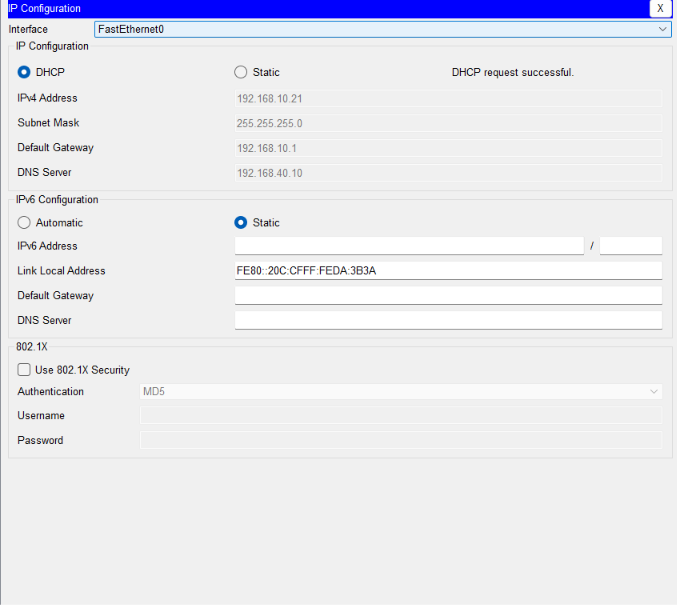 IP Configuration X
Interface FastEthernet0
IP Configuration
DHCP Static DHCP request successful.
IPv4 Address 192.168.10.21
Subnet Mask 255.255.255.0
Default Gateway 192.168.10.1
DNS Server 192.168.40.10
IPv6 Configuration
Automatic Static
IPv6 Address /
Link Local Address FE80::20C:CFFF:FEDA:3B3A
Default Gateway
DNS Server
802.1X
Use 802.1X Security
Authentication MD5
Username
Password